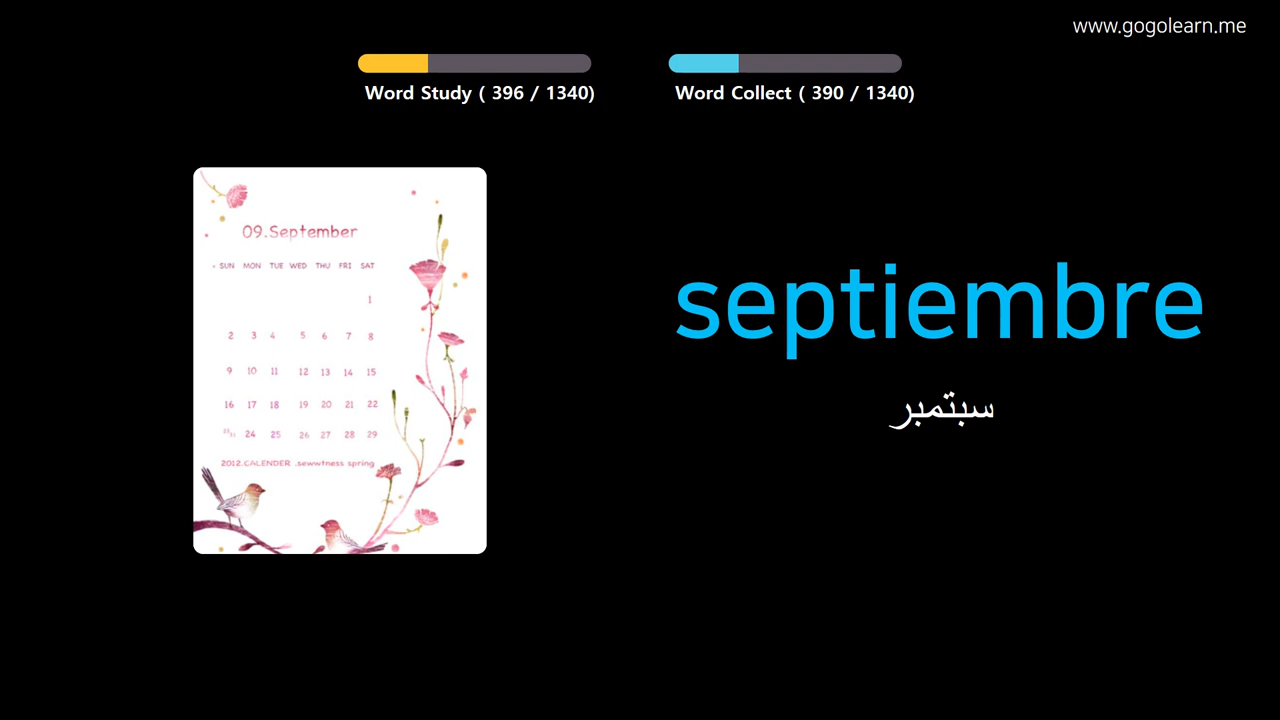 www.gogolearn.me
Word Study ( 396 / 1340)
Word Collect ( 390 / 1340)
09.September
SUN MON TUE WED THU FRI SAT
1
2 3 4 5 6 7 8
9 10 11 12 13 14 15
16 17 18 19 20 21 22
24 25 26 27 28 29
2012.CALENDER .sewwtness spring
septiembre
سبتمبر